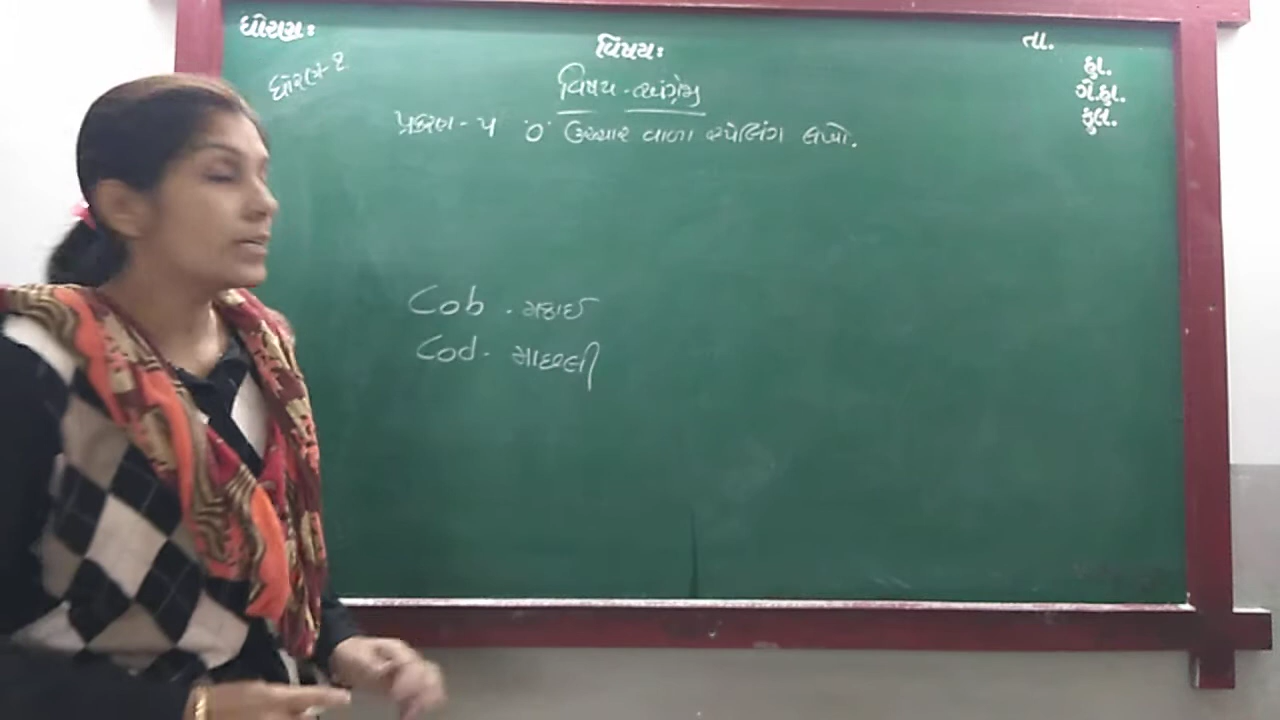 ધોરણઃ
વિષયઃ
તા.
ધોરણ-૨
વિષય-અંગ્રેજી
હા.
ગે.હા.
કુલ.
પ્રકરણ-૫ 'o' ઉચ્ચાર વાળા સ્પેલિંગ લખો.
Cob - મકાઈ
Cod - માછલી